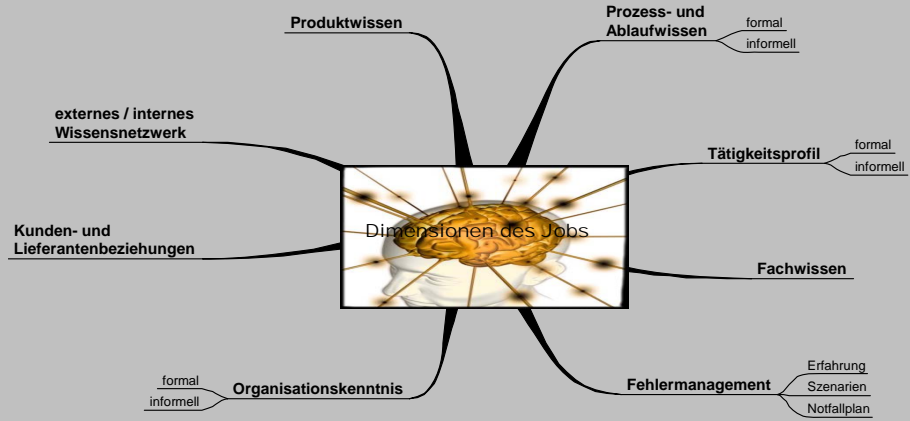 Produktwissen
Prozess- und
Ablaufwissen
formal
informell
externes / internes
Wissensnetzwerk
Tätigkeitsprofil
formal
informell
Dimensionen des Jobs
Kunden- und
Lieferantenbeziehungen
Fachwissen
Organisationskenntnis
formal
informell
Fehlermanagement
Erfahrung
Szenarien
Notfallplan